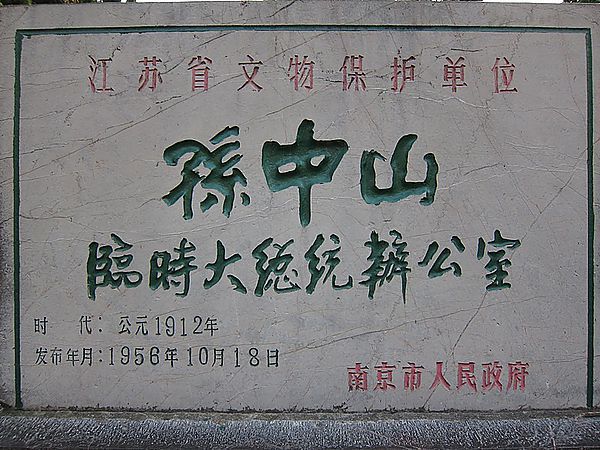 江苏省文物保护单位
孫中山
臨時大總統辦公室
时 代：公元1912年
发布年月：1956年10月18日
南京市人民政府